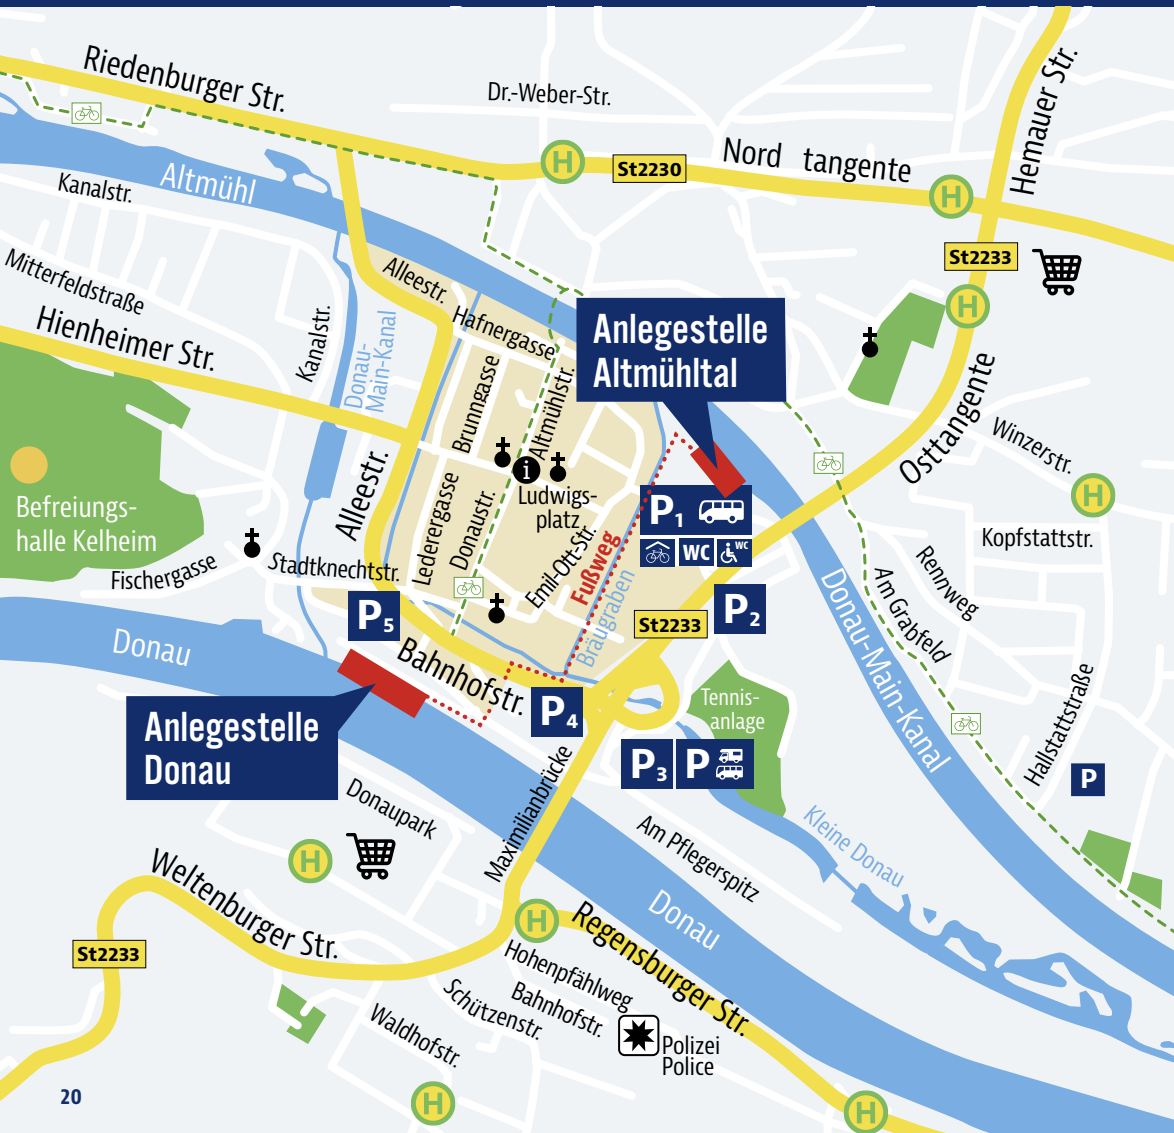 Riedenburger Str.
Dr.-Weber-Str.
Hemauer Str.
H
St2230
Nord tangente
H
Altmühl
Kanalstr.
St2233
Mitterfeldstraße
Alleestr.
H
Hienheimer Str.
Kanalstr.
Donau-
Main-Kanal
Hafnergasse
Anlegestelle
Altmühltal
Brunngasse
Altmühlstr.
Osttangente
Winzerstr.
H
Alleestr.
i
Ludwigs-
platz
Befreiungs-
halle Kelheim
Lederergasse
Donaustr.
P1
WC
WC
Kopfstattstr.
Fischergasse
Stadtknechtstr.
Emil-Ott-Str.
Fußweg
Bräugraben
Rennweg
Am Grabfeld
P5
St2233
P2
Donau-Main-Kanal
Donau
Bahnhofstr.
P4
Tennis-
anlage
Hallstattstraße
Anlegestelle
Donau
P3
P
P
Donaupark
Maximilianbrücke
Am Pflegerspitz
Kleine Donau
H
Weltenburger Str.
Donau
H
Regensburger Str.
St2233
Hohenpfählweg
Bahnhofstr.
Schützenstr.
Waldhofstr.
Polizei
Police
20
H
H